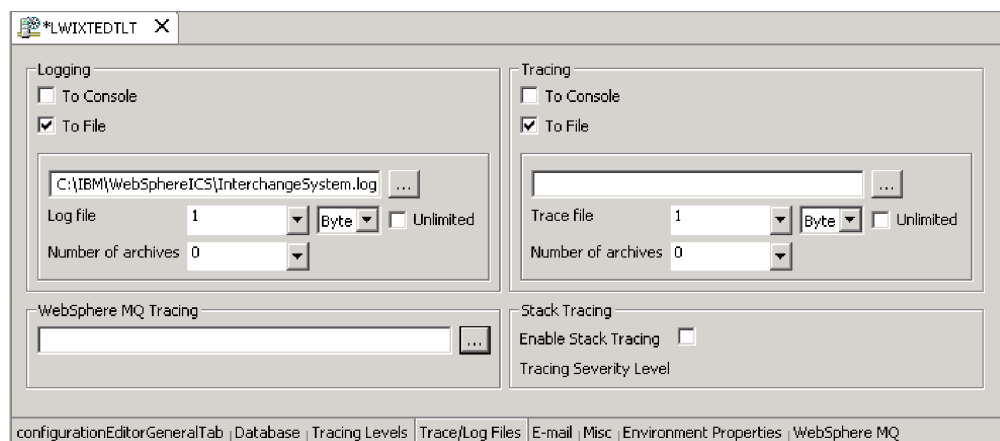 *LWIXTEDTLT X
Logging
To Console
To File
C:\IBM\WebSphereICS\InterchangeSystem.log ...
Log file 1 Byte Unlimited
Number of archives 0
Tracing
To Console
To File
...
Trace file 1 Byte Unlimited
Number of archives 0
WebSphere MQ Tracing
...
Stack Tracing
Enable Stack Tracing
Tracing Severity Level
configurationEditorGeneralTab Database Tracing Levels Trace/Log Files E-mail Misc Environment Properties WebSphere MQ